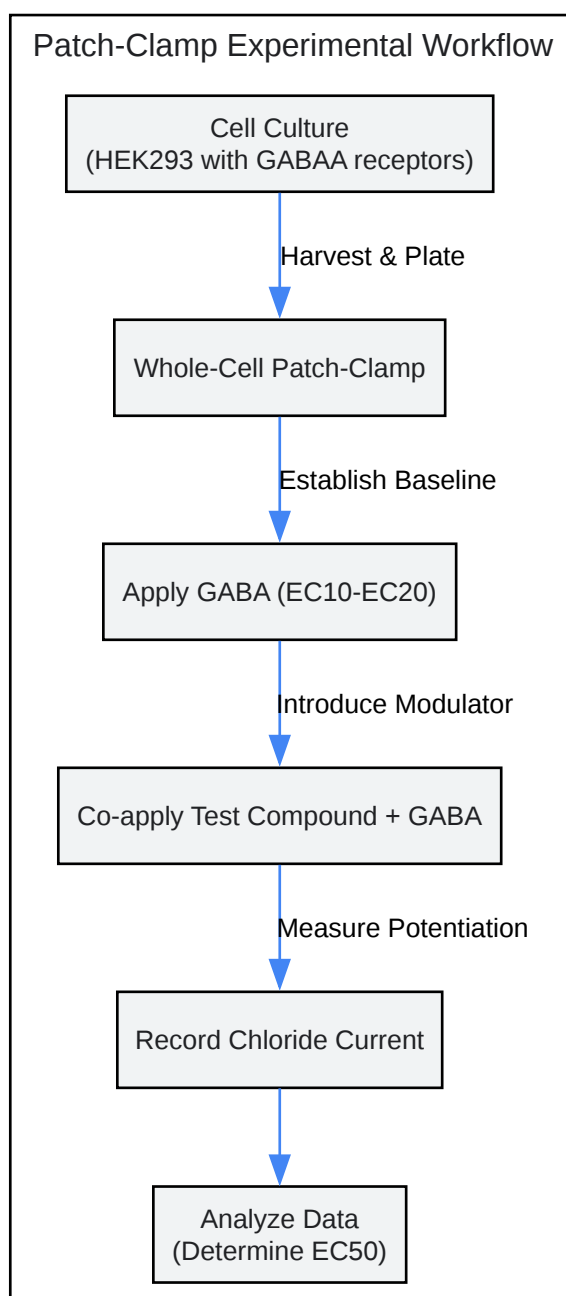 Patch-Clamp Experimental Workflow
Cell Culture
(HEK293 with GABAA receptors)
Harvest & Plate
Whole-Cell Patch-Clamp
Establish Baseline
Apply GABA (EC10-EC20)
Introduce Modulator
Co-apply Test Compound + GABA
Measure Potentiation
Record Chloride Current
Analyze Data
(Determine EC50)